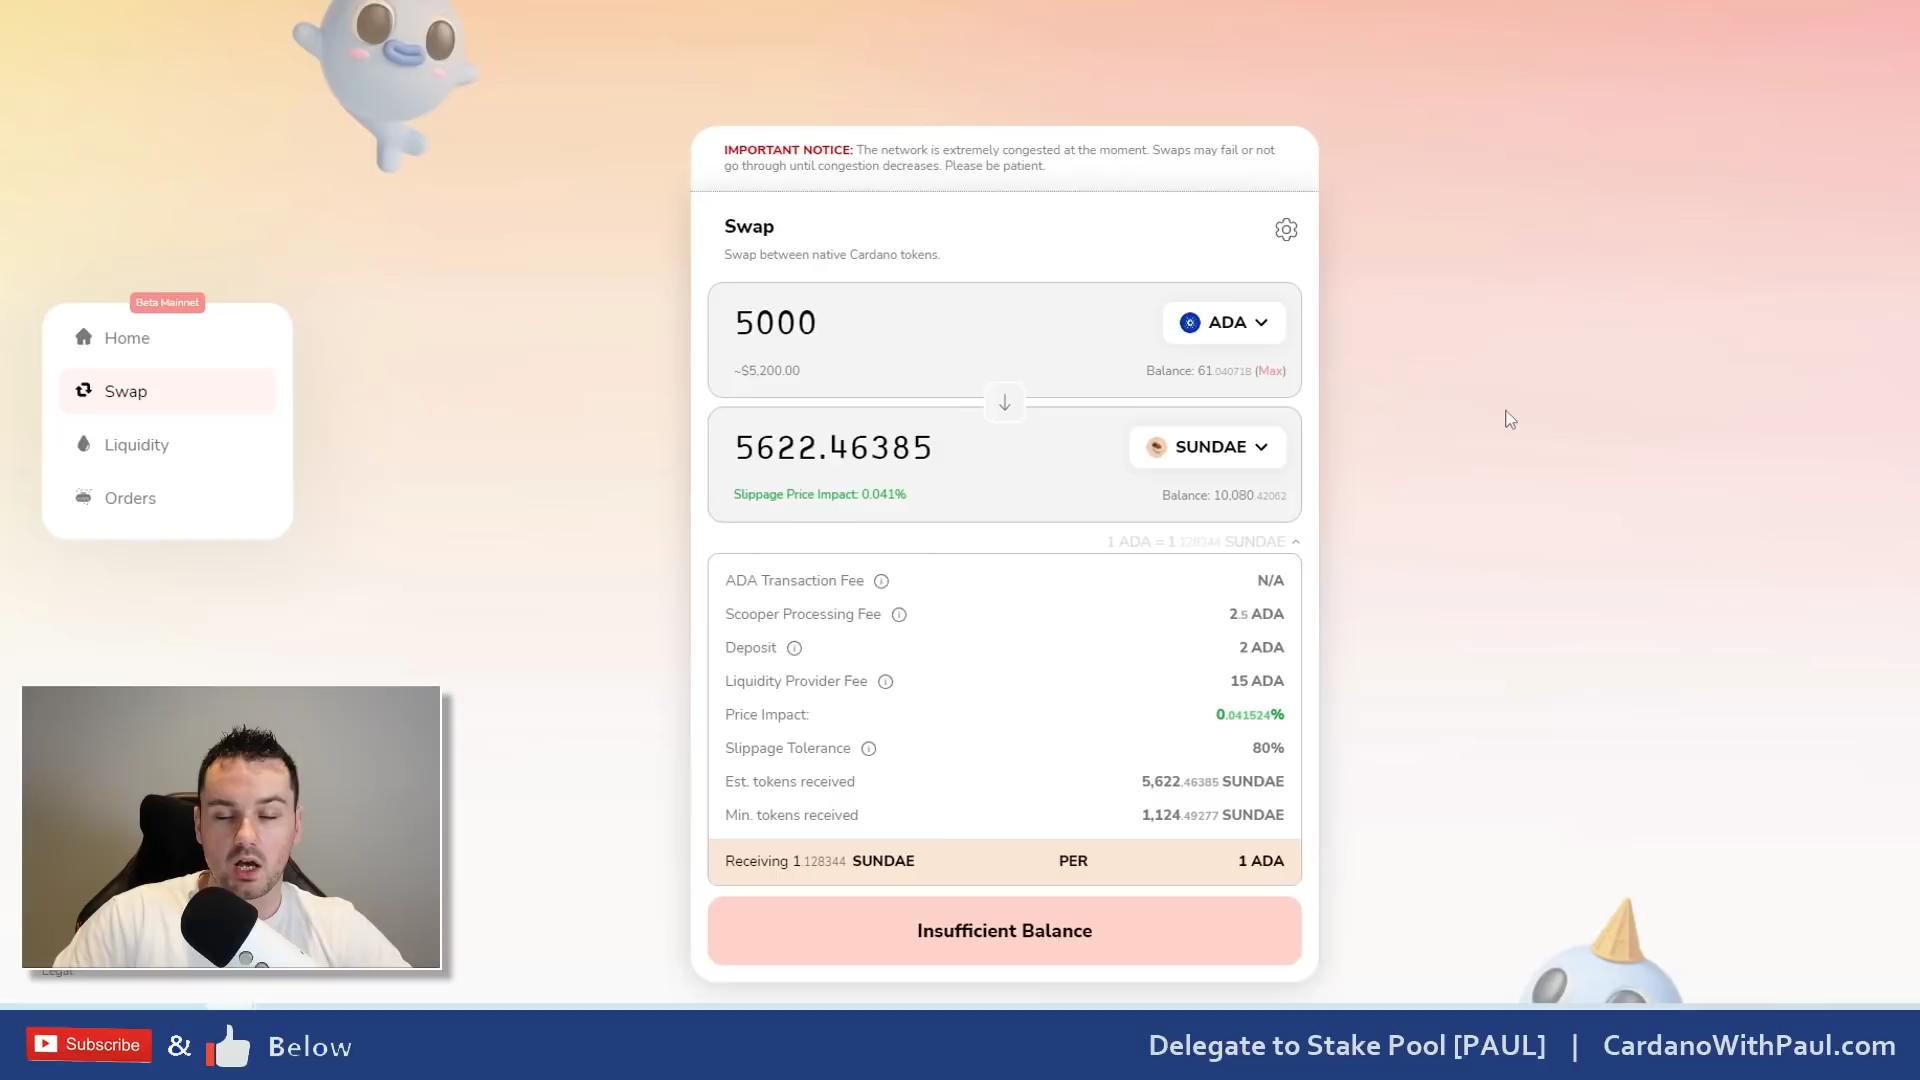 IMPORTANT NOTICE: The network is extremely congested at the moment. Swaps may fail or not
go through until congestion decreases. Please be patient.
Swap
Swap between native Cardano tokens.
5000
ADA
~$5,200.00
Balance: 61.040718 (Max)
5622.46385
SUNDAE
Slippage Price Impact: 0.041%
Balance: 10,080.42062
1 ADA = 1.128344 SUNDAE
ADA Transaction Fee N/A
Scooper Processing Fee 2.5 ADA
Deposit 2 ADA
Liquidity Provider Fee 15 ADA
Price Impact: 0.041524%
Slippage Tolerance 80%
Est. tokens received 5,622.46385 SUNDAE
Min. tokens received 1,124.49277 SUNDAE
Receiving 1.128344 SUNDAE PER 1 ADA
Insufficient Balance
Beta Mainnet
Home
Swap
Liquidity
Orders
Legal
Subscribe & Below
Delegate to Stake Pool [PAUL] | CardanoWithPaul.com